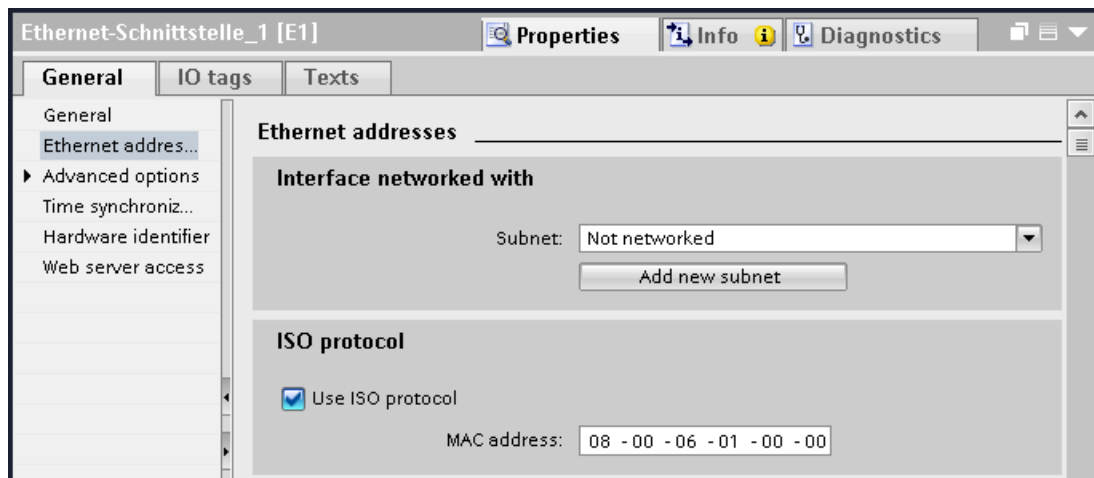 Ethernet-Schnittstelle_1 [E1]
Properties
Info
Diagnostics
General
IO tags
Texts
General
Ethernet addres...
Advanced options
Time synchroniz...
Hardware identifier
Web server access
Ethernet addresses
Interface networked with
Subnet: Not networked
Add new subnet
ISO protocol
Use ISO protocol
MAC address: 08 - 00 - 06 - 01 - 00 - 00